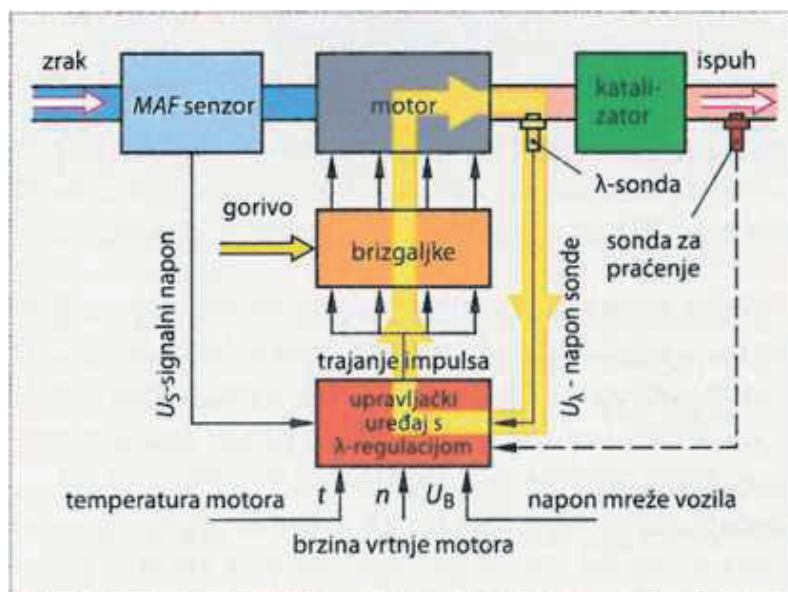 zrak
MAF senzor
motor
katali-
zator
ispuh
λ-sonda
sonda za
praćenje
gorivo
brizgaljke
US-signalni napon
Uλ - napon sonde
trajanje impulsa
upravljački
uređaj s
λ-regulacijom
temperatura motora
t
n
UB
napon mreže vozila
brzina vrtnje motora